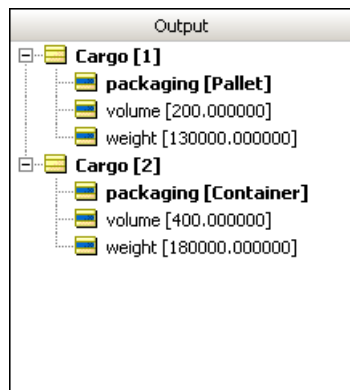 Output
Cargo [1]
packaging [Pallet]
volume [200.000000]
weight [130000.000000]
Cargo [2]
packaging [Container]
volume [400.000000]
weight [180000.000000]